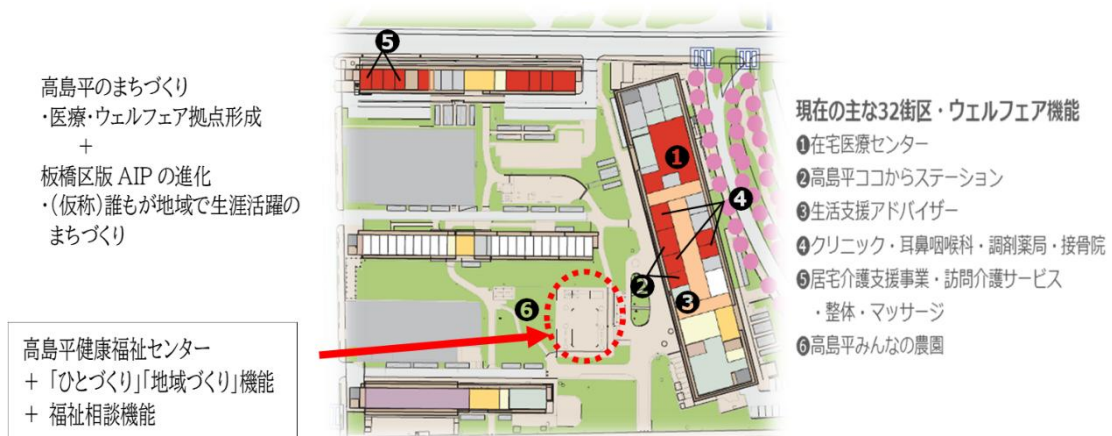 高島平のまちづくり
・医療・ウェルフェア拠点形成
+
板橋区版 AIP の進化
・(仮称)誰もが地域で生涯活躍の
まちづくり
高島平健康福祉センター
+ 「ひとづくり」「地域づくり」機能
+ 福祉相談機能
❺
❶
❹
❷
❸
❻
現在の主な32街区・ウェルフェア機能
❶在宅医療センター
❷高島平ココからステーション
❸生活支援アドバイザー
❹クリニック・耳鼻咽喉科・調剤薬局・接骨院
❺居宅介護支援事業・訪問介護サービス
・整体・マッサージ
❻高島平みんなの農園